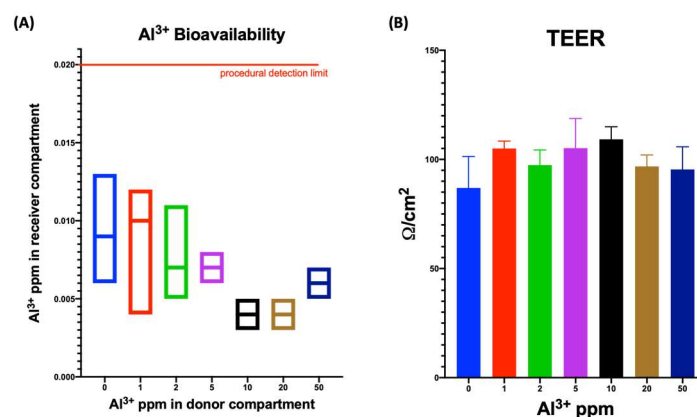 (A)
Al³⁺ Bioavailability
0.020
procedural detection limit
0.015
0.010
0.005
0.000
Al³⁺ ppm in receiver compartment
0 1 2 5 10 20 50
Al³⁺ ppm in donor compartment
(B)
TEER
150
100
50
0
Ω/cm²
0 1 2 5 10 20 50
Al³⁺ ppm